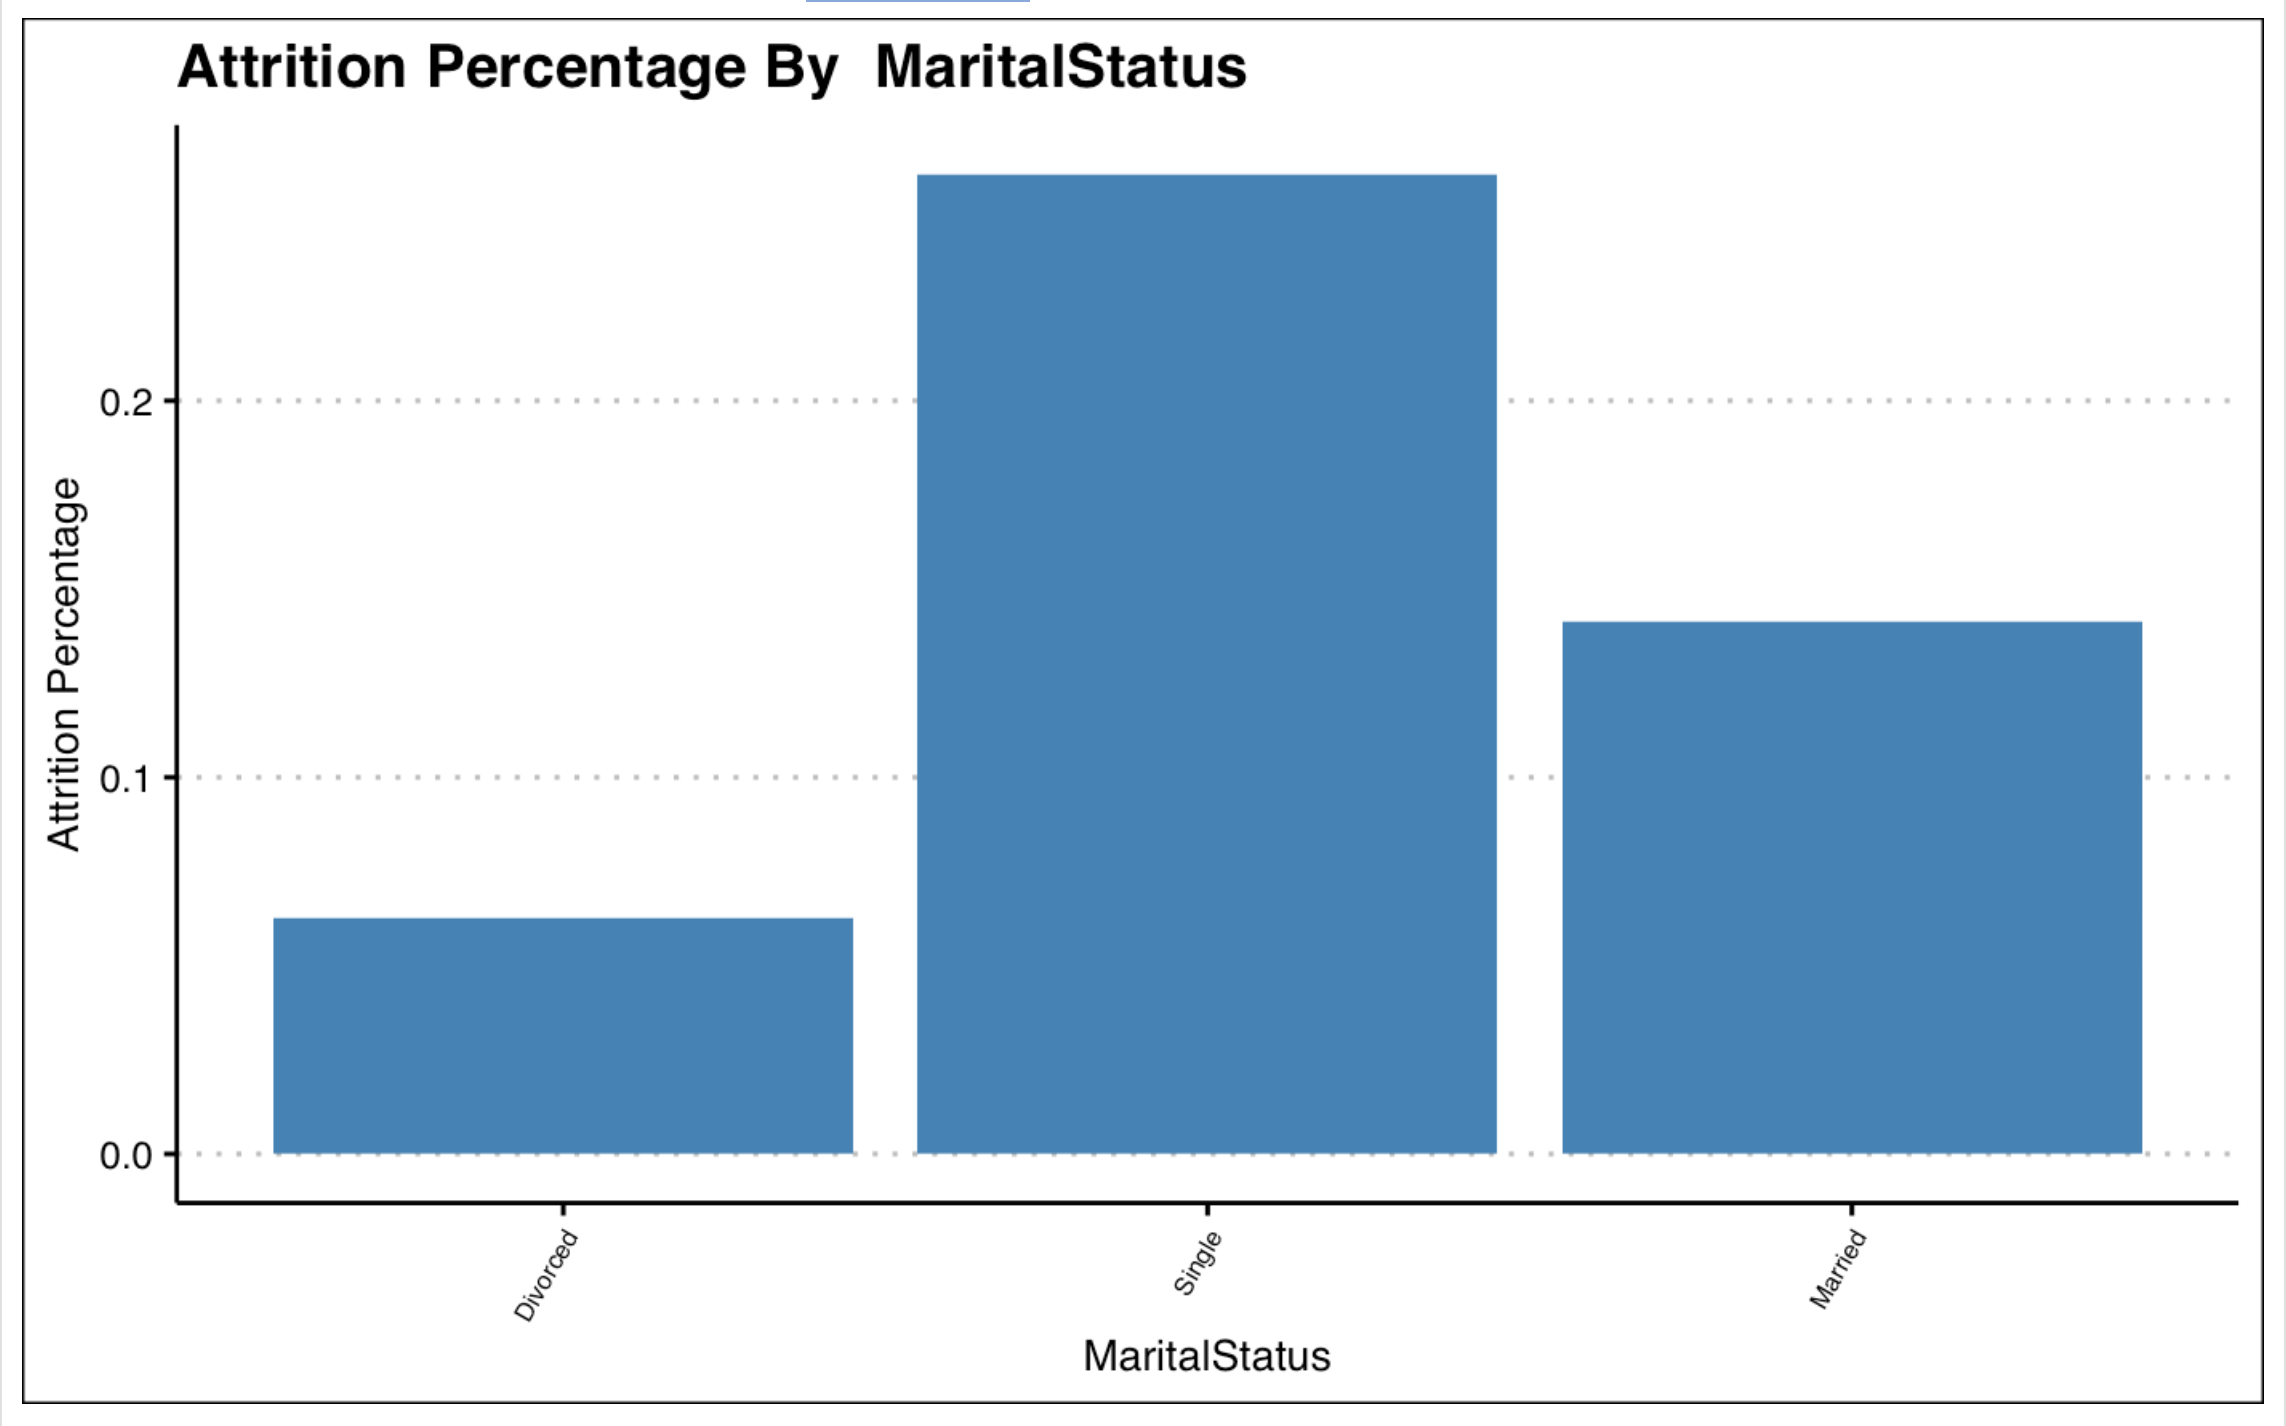 Attrition Percentage By  MaritalStatus
Attrition Percentage
0.2
0.1
0.0
Divorced
Single
Married
MaritalStatus